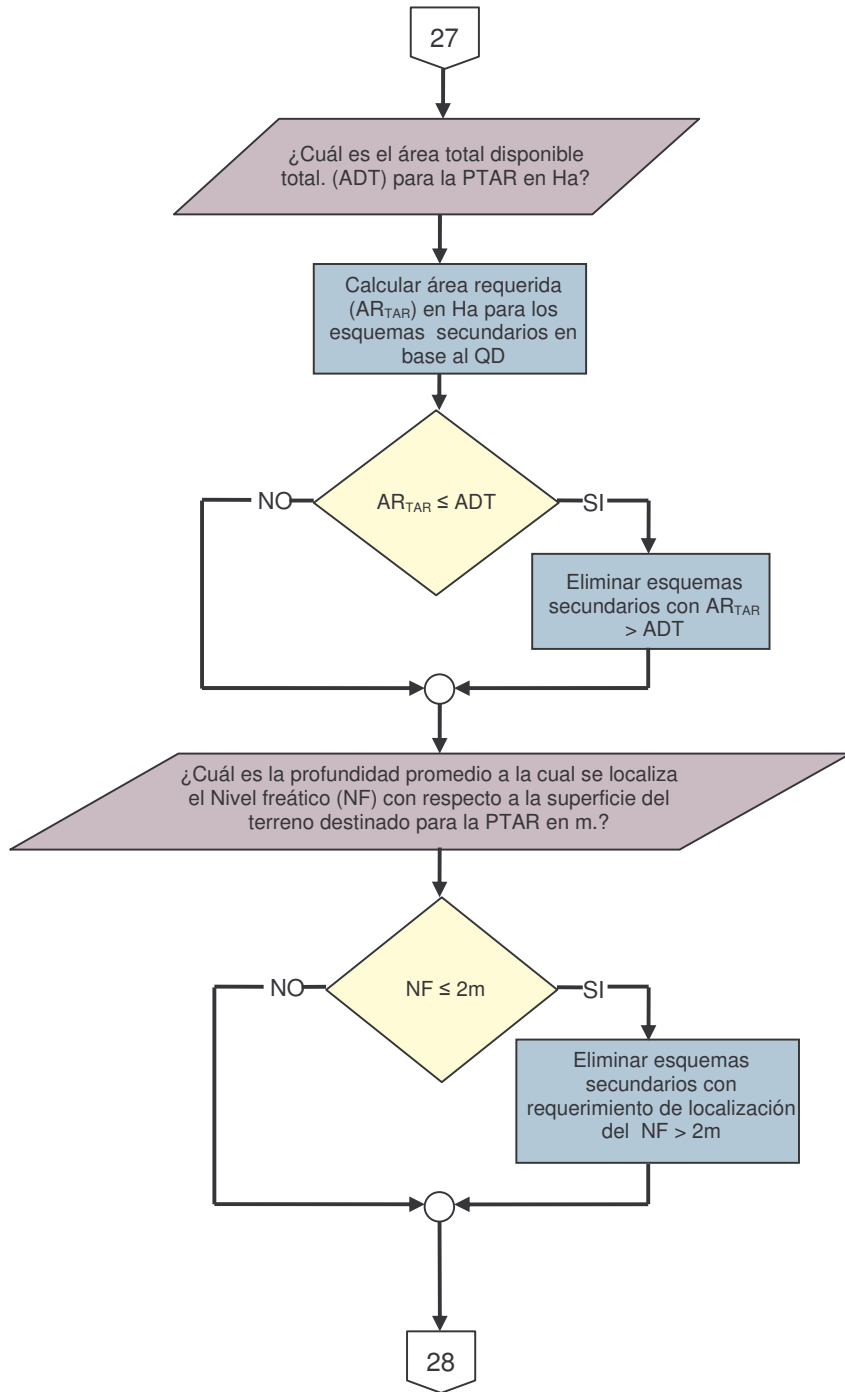 27
¿Cuál es el área total disponible
total. (ADT) para la PTAR en Ha?
Calcular área requerida
(AR_TAR) en Ha para los
esquemas secundarios en
base al QD
NO
AR_TAR ≤ ADT
SI
Eliminar esquemas
secundarios con AR_TAR
> ADT
¿Cuál es la profundidad promedio a la cual se localiza
el Nivel freático (NF) con respecto a la superficie del
terreno destinado para la PTAR en m.?
NO
NF ≤ 2m
SI
Eliminar esquemas
secundarios con
requerimiento de localización
del NF > 2m
28